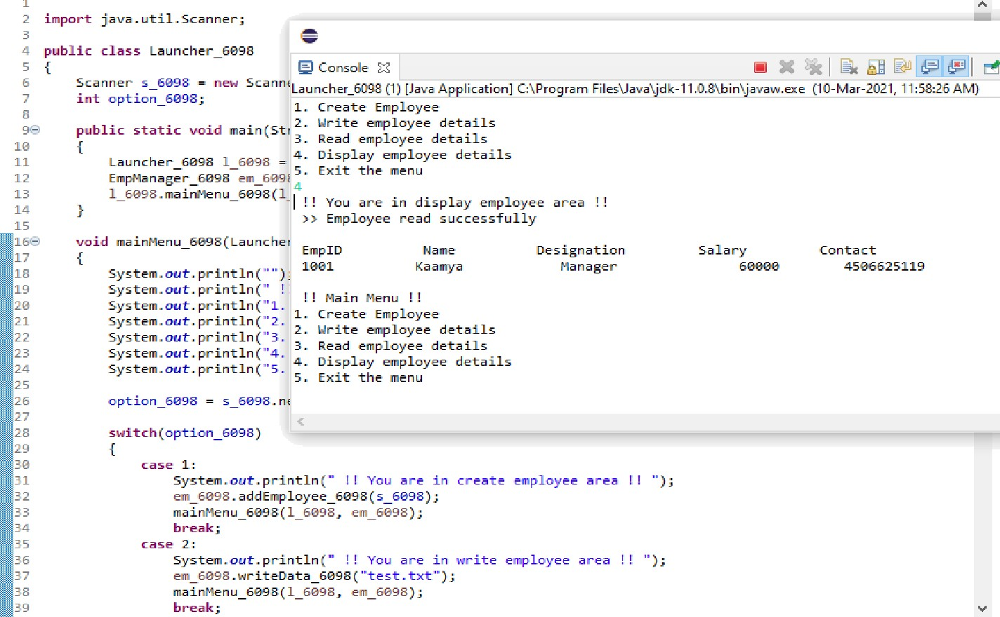 1
2 import java.util.Scanner;
3
4 public class Launcher_6098
5 {
6 Scanner s_6098 = new Scanne
7 int option_6098;
8
9 public static void main(Str
10 {
11 Launcher_6098 l_6098 =
12 EmpManager_6098 em_6098
13 l_6098.mainMenu_6098(l_
14 }
15
16 void mainMenu_6098(Launcher
17 {
18 System.out.println("");
19 System.out.println(" !
20 System.out.println("1.
21 System.out.println("2.
22 System.out.println("3.
23 System.out.println("4.
24 System.out.println("5.
25
26 option_6098 = s_6098.ne
27
28 switch(option_6098)
29 {
30 case 1:
31 System.out.println(" !! You are in create employee area !! ");
32 em_6098.addEmployee_6098(s_6098);
33 mainMenu_6098(l_6098, em_6098);
34 break;
35 case 2:
36 System.out.println(" !! You are in write employee area !! ");
37 em_6098.writeData_6098("test.txt");
38 mainMenu_6098(l_6098, em_6098);
39 break;
Console
Launcher_6098 (1) [Java Application] C:\Program Files\Java\jdk-11.0.8\bin\javaw.exe (10-Mar-2021, 11:58:26 AM)
1. Create Employee
2. Write employee details
3. Read employee details
4. Display employee details
5. Exit the menu
4
!! You are in display employee area !!
>> Employee read successfully
EmpID Name Designation Salary Contact
1001 Kaamya Manager 60000 4506625119
!! Main Menu !!
1. Create Employee
2. Write employee details
3. Read employee details
4. Display employee details
5. Exit the menu